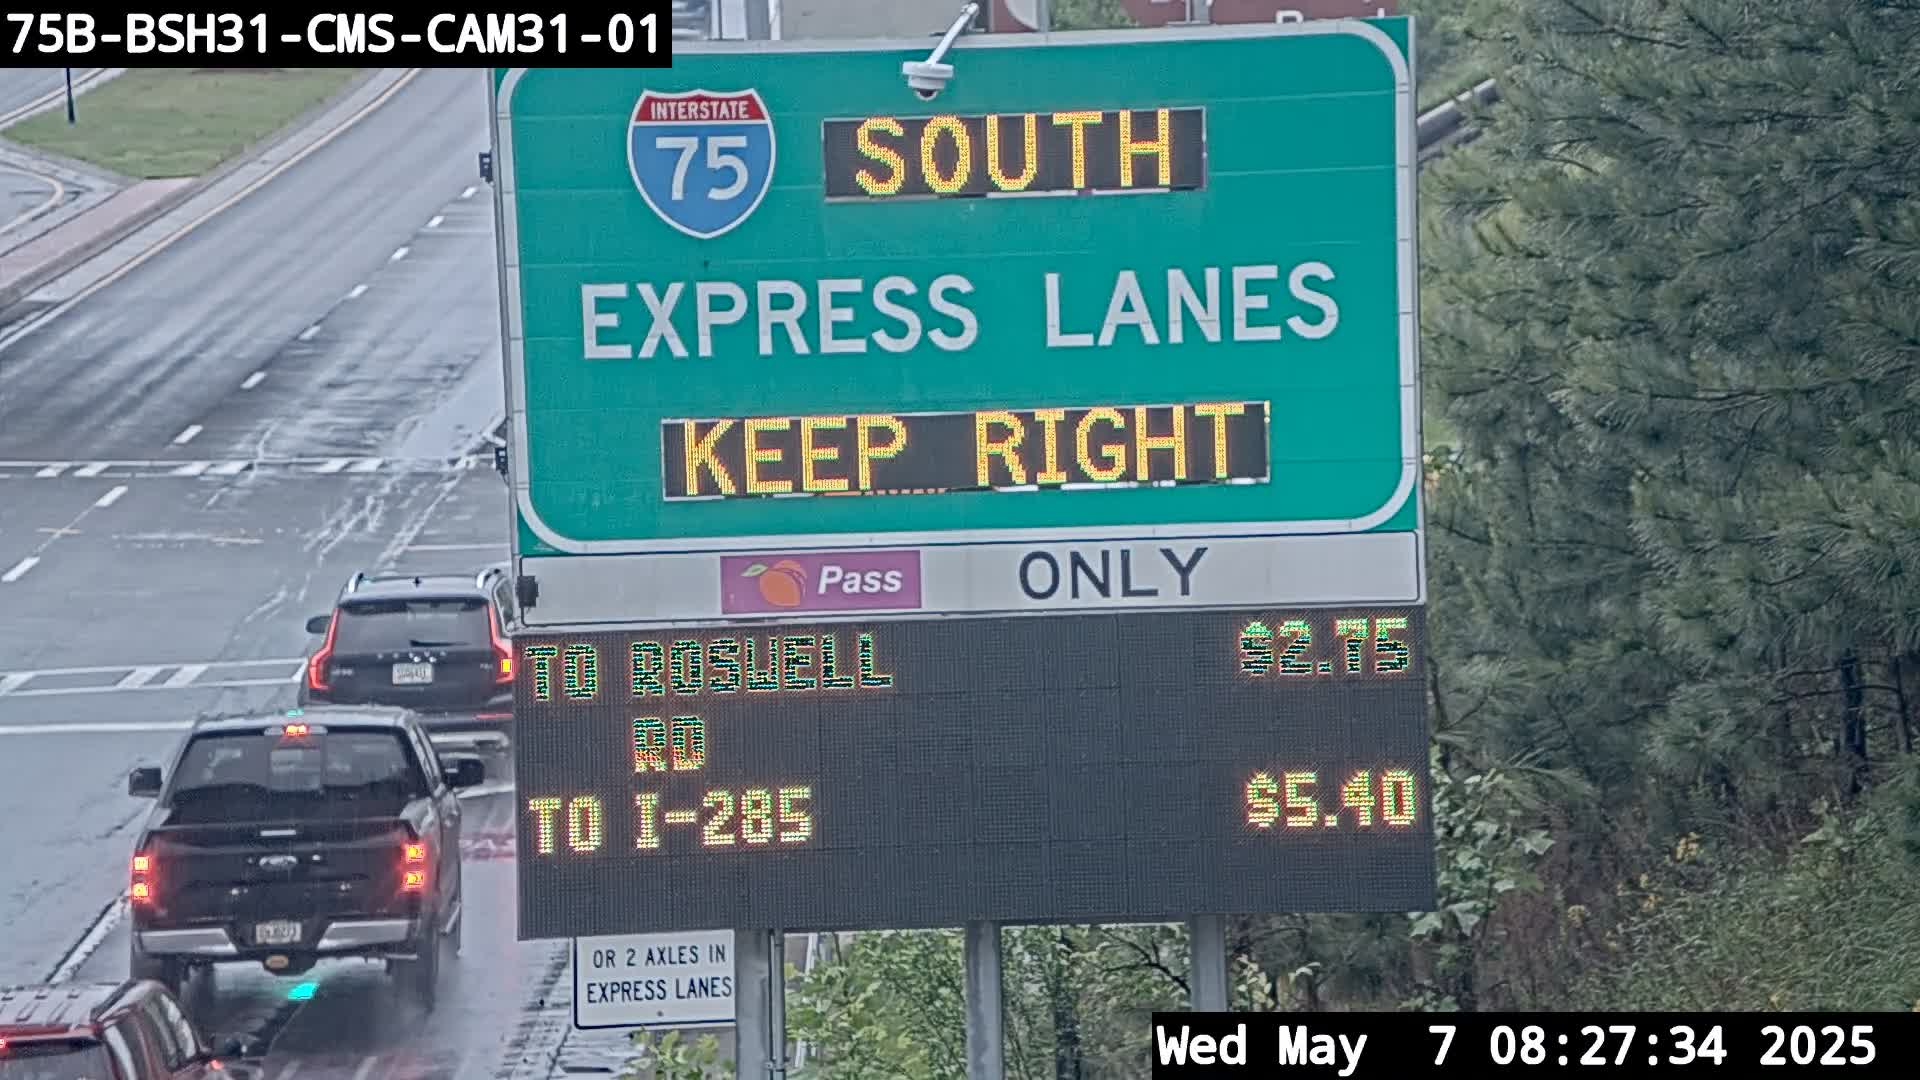 75B-BSH31-CMS-CAM31-01
INTERSTATE
75
SOUTH
EXPRESS LANES
KEEP RIGHT
Pass ONLY
TO ROSWELL $2.75
RD
TO I-285 $5.40
OR 2 AXLES IN
EXPRESS LANES
Wed May 7 08:27:34 2025